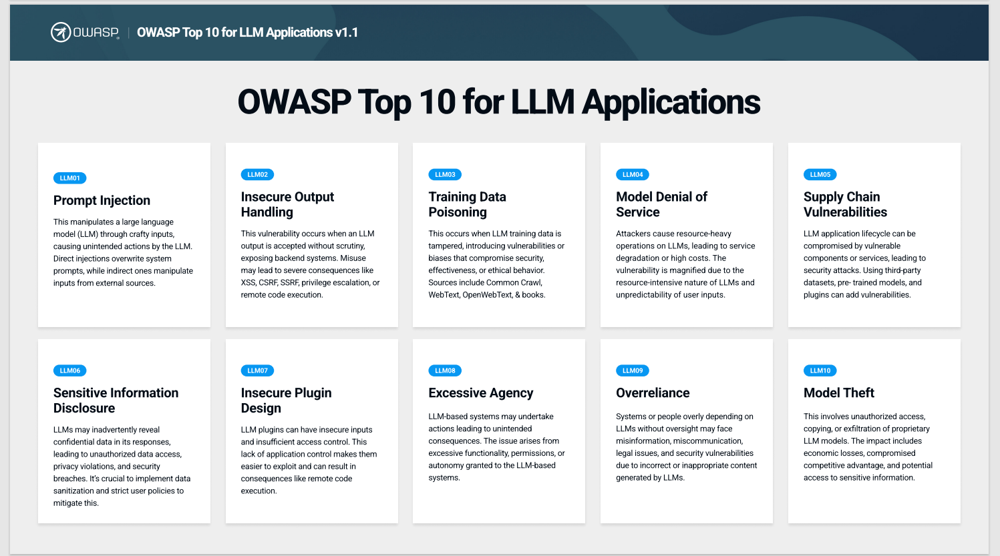 OWASP
OWASP Top 10 for LLM Applications v1.1
OWASP Top 10 for LLM Applications
LLM01
Prompt Injection
This manipulates a large language
model (LLM) through crafty inputs,
causing unintended actions by the LLM.
Direct injections overwrite system
prompts, while indirect ones manipulate
inputs from external sources.
LLM02
Insecure Output
Handling
This vulnerability occurs when an LLM
output is accepted without scrutiny,
exposing backend systems. Misuse
may lead to severe consequences like
XSS, CSRF, SSRF, privilege escalation, or
remote code execution.
LLM03
Training Data
Poisoning
This occurs when LLM training data is
tampered, introducing vulnerabilities or
biases that compromise security,
effectiveness, or ethical behavior.
Sources include Common Crawl,
WebText, OpenWebText, & books.
LLM04
Model Denial of
Service
Attackers cause resource-heavy
operations on LLMs, leading to service
degradation or high costs. The
vulnerability is magnified due to the
resource-intensive nature of LLMs and
unpredictability of user inputs.
LLM05
Supply Chain
Vulnerabilities
LLM application lifecycle can be
compromised by vulnerable
components or services, leading to
security attacks. Using third-party
datasets, pre- trained models, and
plugins can add vulnerabilities.
LLM06
Sensitive Information
Disclosure
LLMs may inadvertently reveal
confidential data in its responses,
leading to unauthorized data access,
privacy violations, and security
breaches. It’s crucial to implement data
sanitization and strict user policies to
mitigate this.
LLM07
Insecure Plugin
Design
LLM plugins can have insecure inputs
and insufficient access control. This
lack of application control makes them
easier to exploit and can result in
consequences like remote code
execution.
LLM08
Excessive Agency
LLM-based systems may undertake
actions leading to unintended
consequences. The issue arises from
excessive functionality, permissions, or
autonomy granted to the LLM-based
systems.
LLM09
Overreliance
Systems or people overly depending on
LLMs without oversight may face
misinformation, miscommunication,
legal issues, and security vulnerabilities
due to incorrect or inappropriate content
generated by LLMs.
LLM10
Model Theft
This involves unauthorized access,
copying, or exfiltration of proprietary
LLM models. The impact includes
economic losses, compromised
competitive advantage, and potential
access to sensitive information.